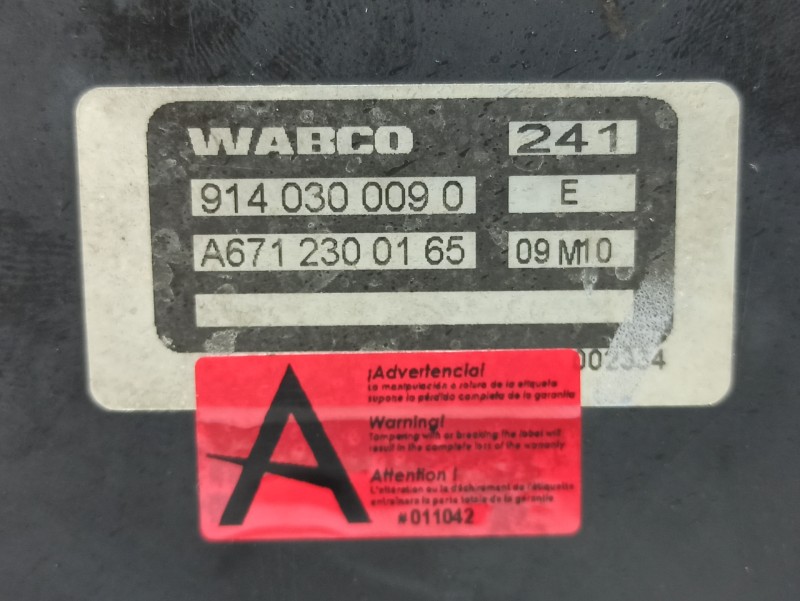 WABCO 241
914 030 009 0 E
A671 230 01 65 09 M10
002334
¡Advertencia!
La manipulación o rotura de la etiqueta
supone la pérdida completa de la garantía
Warning!
Tampering with or breaking the label will
result in the complete loss of the warranty
Attention !
L'altération ou le déchirement de l'étiquette
entraînera la perte totale de la garantie
#011042